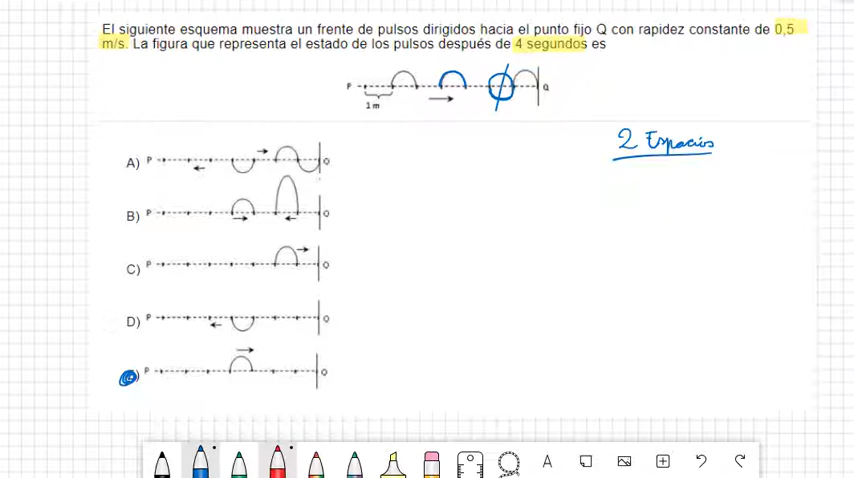 El siguiente esquema muestra un frente de pulsos dirigidos hacia el punto fijo Q con rapidez constante de 0,5
m/s. La figura que representa el estado de los pulsos después de 4 segundos es
P
Q
1 m
2 Espacios
A) P Q
B) P Q
C) P Q
D) P Q
P Q
A